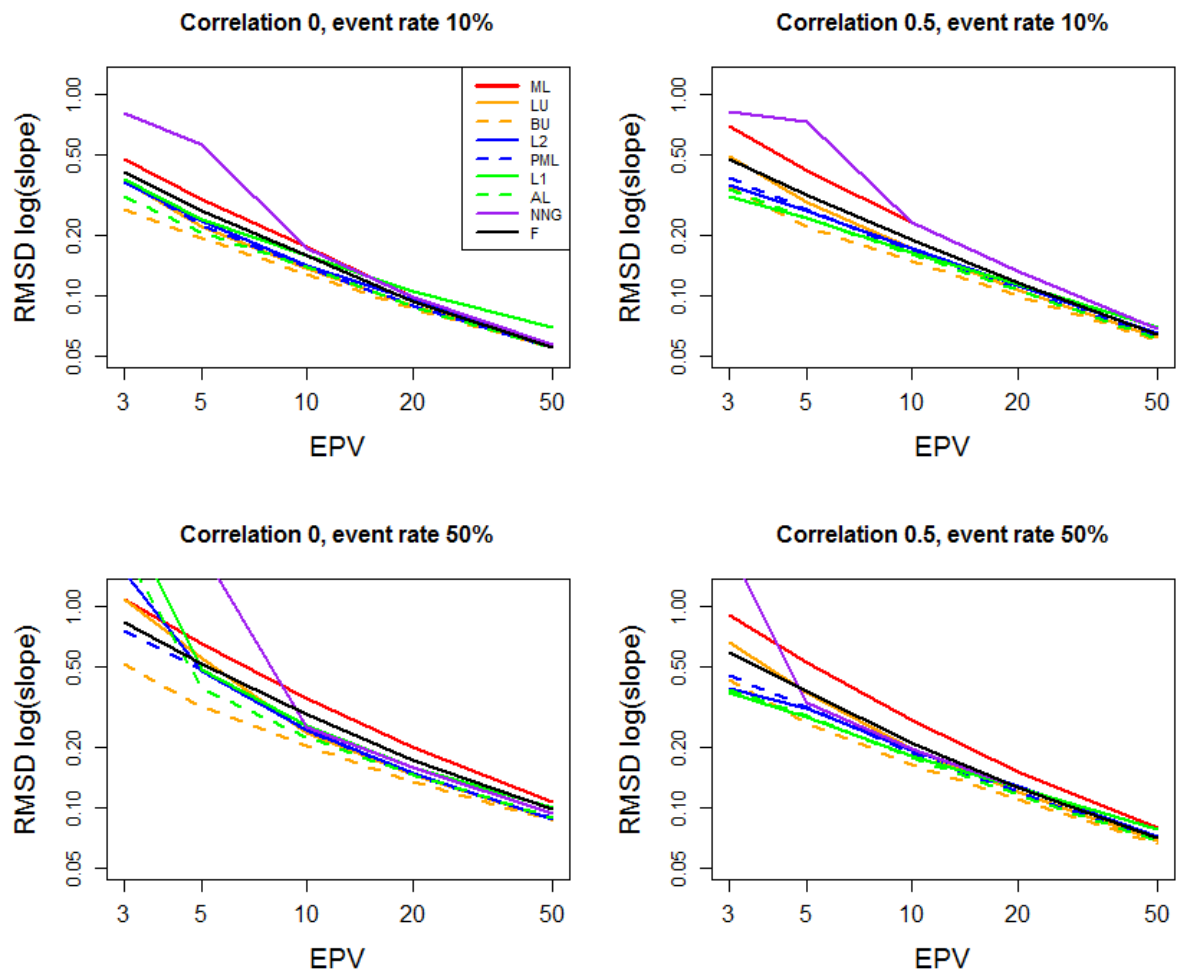 Correlation 0, event rate 10%
RMSD log(slope)
1.00
0.50
0.20
0.10
0.05
ML
LU
BU
L2
PML
L1
AL
NNG
F
3 5 10 20 50
EPV
Correlation 0.5, event rate 10%
RMSD log(slope)
1.00
0.50
0.20
0.10
0.05
3 5 10 20 50
EPV
Correlation 0, event rate 50%
RMSD log(slope)
1.00
0.50
0.20
0.10
0.05
3 5 10 20 50
EPV
Correlation 0.5, event rate 50%
RMSD log(slope)
1.00
0.50
0.20
0.10
0.05
3 5 10 20 50
EPV